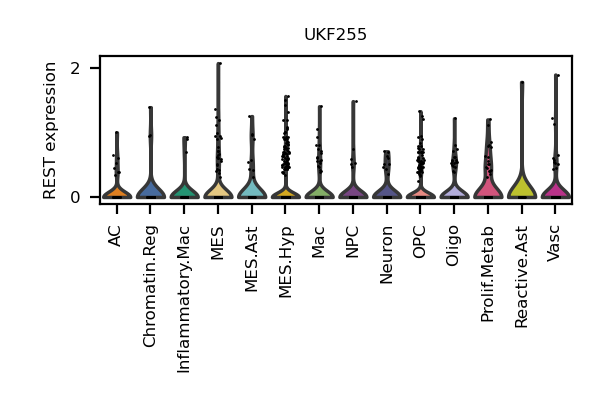 UKF255
REST expression
2
0
AC
Chromatin.Reg
Inflammatory.Mac
MES
MES.Ast
MES.Hyp
Mac
NPC
Neuron
OPC
Oligo
Prolif.Metab
Reactive.Ast
Vasc